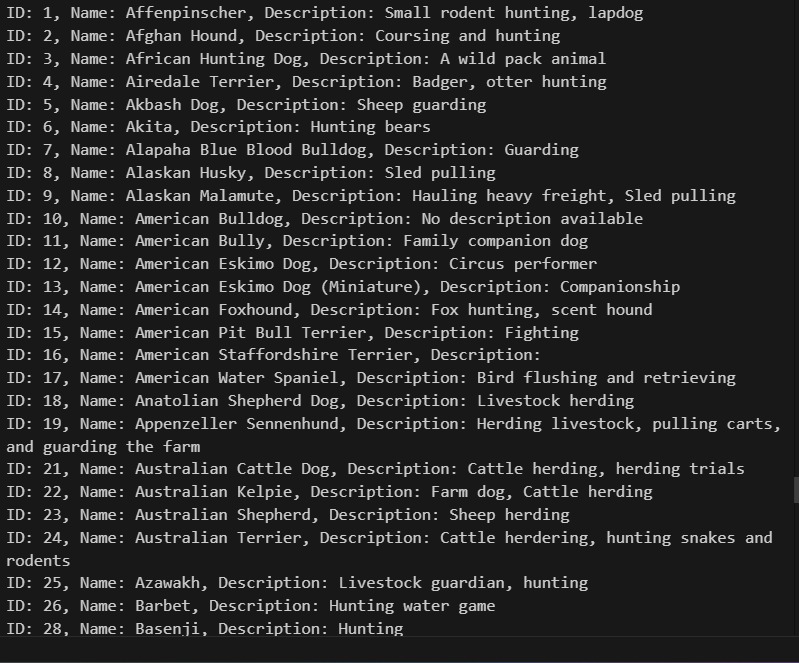 ID: 1, Name: Affenpinscher, Description: Small rodent hunting, lapdog
ID: 2, Name: Afghan Hound, Description: Coursing and hunting
ID: 3, Name: African Hunting Dog, Description: A wild pack animal
ID: 4, Name: Airedale Terrier, Description: Badger, otter hunting
ID: 5, Name: Akbash Dog, Description: Sheep guarding
ID: 6, Name: Akita, Description: Hunting bears
ID: 7, Name: Alapaha Blue Blood Bulldog, Description: Guarding
ID: 8, Name: Alaskan Husky, Description: Sled pulling
ID: 9, Name: Alaskan Malamute, Description: Hauling heavy freight, Sled pulling
ID: 10, Name: American Bulldog, Description: No description available
ID: 11, Name: American Bully, Description: Family companion dog
ID: 12, Name: American Eskimo Dog, Description: Circus performer
ID: 13, Name: American Eskimo Dog (Miniature), Description: Companionship
ID: 14, Name: American Foxhound, Description: Fox hunting, scent hound
ID: 15, Name: American Pit Bull Terrier, Description: Fighting
ID: 16, Name: American Staffordshire Terrier, Description:
ID: 17, Name: American Water Spaniel, Description: Bird flushing and retrieving
ID: 18, Name: Anatolian Shepherd Dog, Description: Livestock herding
ID: 19, Name: Appenzeller Sennenhund, Description: Herding livestock, pulling carts,
and guarding the farm
ID: 21, Name: Australian Cattle Dog, Description: Cattle herding, herding trials
ID: 22, Name: Australian Kelpie, Description: Farm dog, Cattle herding
ID: 23, Name: Australian Shepherd, Description: Sheep herding
ID: 24, Name: Australian Terrier, Description: Cattle herdering, hunting snakes and
rodents
ID: 25, Name: Azawakh, Description: Livestock guardian, hunting
ID: 26, Name: Barbet, Description: Hunting water game
ID: 28, Name: Basenji, Description: Hunting